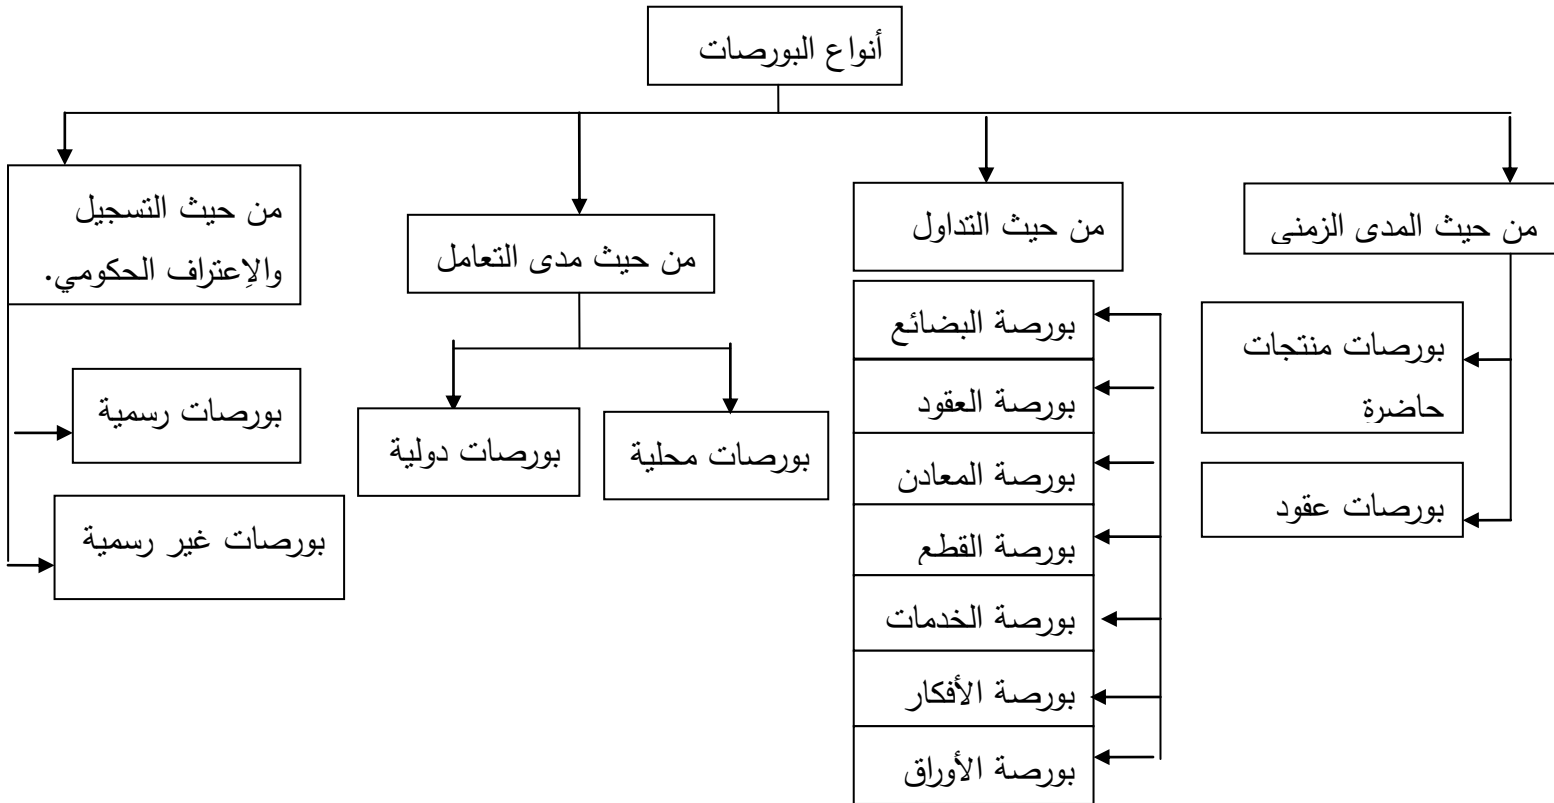 أنواع البورصات
من حيث المدى الزمني
بورصات منتجات
حاضرة
بورصات عقود
من حيث التداول
بورصة البضائع
بورصة العقود
بورصة المعادن
بورصة القطع
بورصة الخدمات
بورصة الأفكار
بورصة الأوراق
من حيث مدى التعامل
بورصات محلية
بورصات دولية
من حيث التسجيل
والإعتراف الحكومي.
بورصات رسمية
بورصات غير رسمية